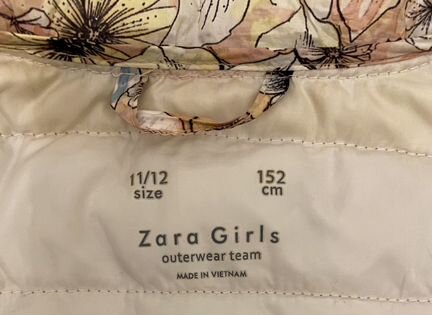 11/12 152
size cm
Zara Girls
outerwear team
MADE IN VIETNAM